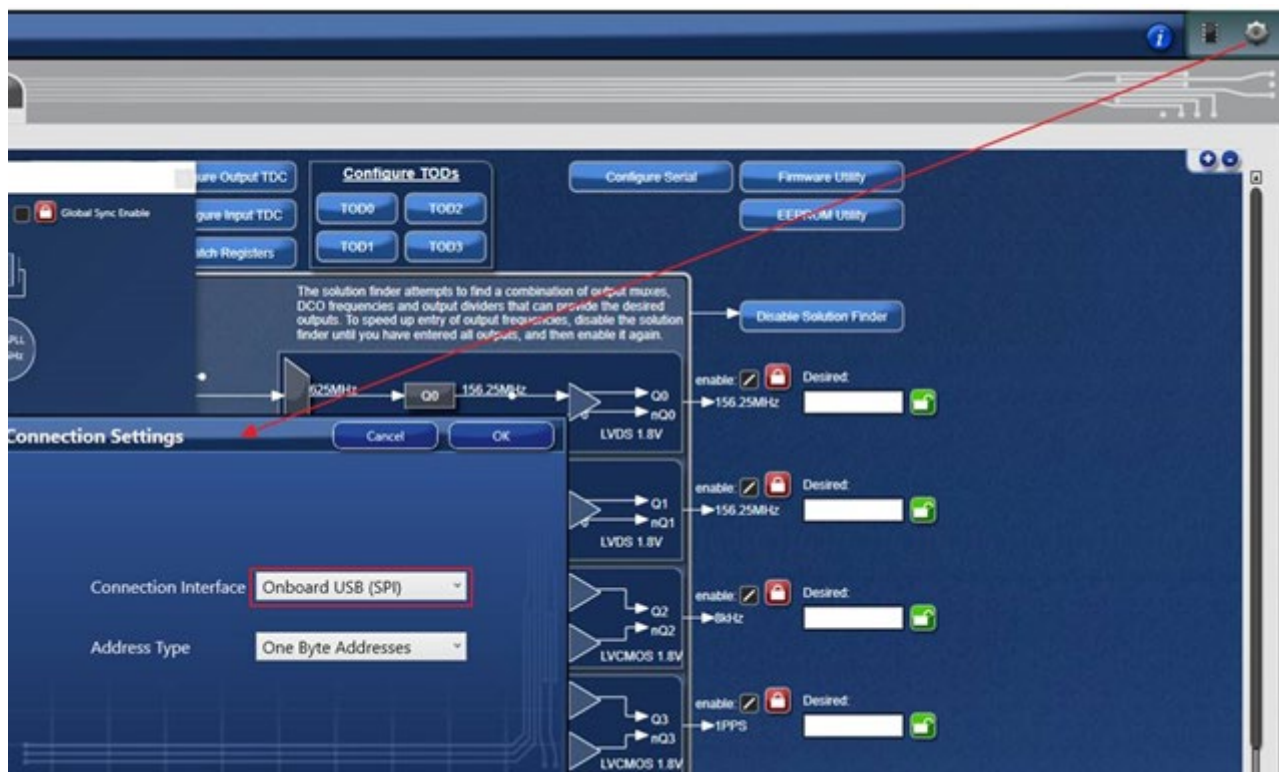 i
Configure TODs
ure Output TDC
TOD0
TOD2
Configure Serial
Firmware Utility
Global Sync Enable
gure Input TDC
EEPROM Utility
TOD1
TOD3
atch Registers
The solution finder attempts to find a combination of output muxes,
DCO frequencies and output dividers that can provide the desired
outputs. To speed up entry of output frequencies, disable the solution
finder until you have entered all outputs, and then enable it again.
Disable Solution Finder
PLL
625MHz
Q0
156.25MHz
Q0
nQ0
LVDS 1.8V
enable:
Desired:
156.25MHz
Connection Settings
Cancel
OK
Q1
nQ1
LVDS 1.8V
enable:
Desired:
156.25MHz
Connection Interface
Onboard USB (SPI)
Q2
nQ2
LVCMOS 1.8V
enable:
Desired:
8kHz
Address Type
One Byte Addresses
Q3
nQ3
LVCMOS 1.8V
enable:
Desired:
1PPS